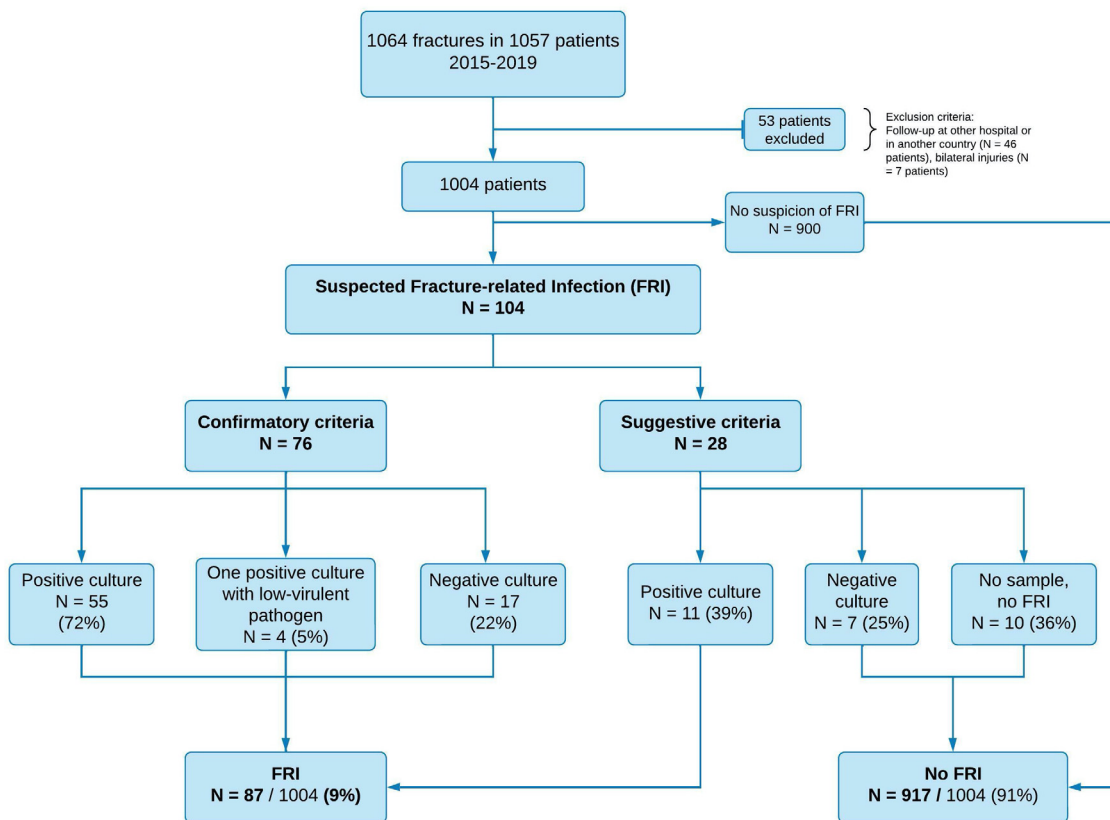 1064 fractures in 1057 patients
2015-2019
53 patients
excluded
Exclusion criteria:
Follow-up at other hospital or
in another country (N = 46
patients), bilateral injuries (N
= 7 patients)
1004 patients
No suspicion of FRI
N = 900
Suspected Fracture-related Infection (FRI)
N = 104
Confirmatory criteria
N = 76
Suggestive criteria
N = 28
Positive culture
N = 55
(72%)
One positive culture
with low-virulent
pathogen
N = 4 (5%)
Negative culture
N = 17
(22%)
Positive culture
N = 11 (39%)
Negative
culture
N = 7 (25%)
No sample,
no FRI
N = 10 (36%)
FRI
N = 87 / 1004 (9%)
No FRI
N = 917 / 1004 (91%)